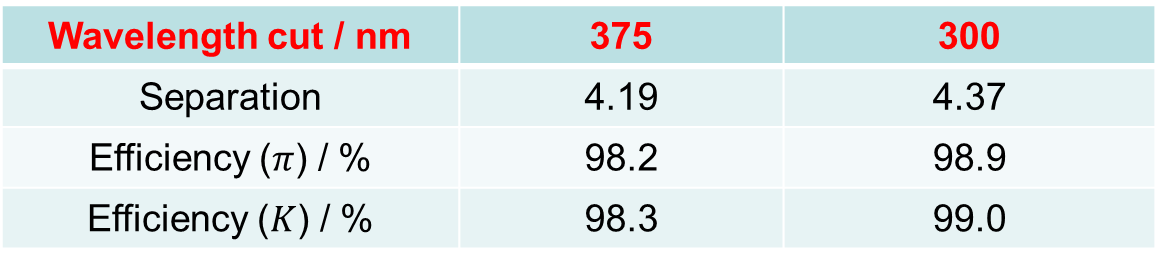 Wavelength cut / nm 375 300
Separation 4.19 4.37
Efficiency (𝜋) / % 98.2 98.9
Efficiency (𝐾) / % 98.3 99.0